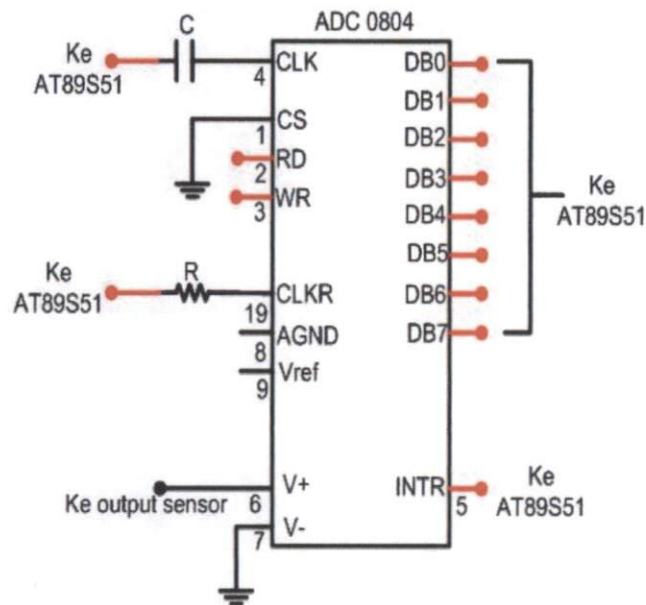 ADC 0804
C
Ke
AT89S51
4
CLK
DB0
DB1
CS
1
DB2
RD
2
DB3
WR
3
DB4
Ke
AT89S51
DB5
Ke
AT89S51
R
CLKR
19
DB6
AGND
8
DB7
Vref
9
Ke output sensor
V+
6
INTR
5
Ke
AT89S51
V-
7